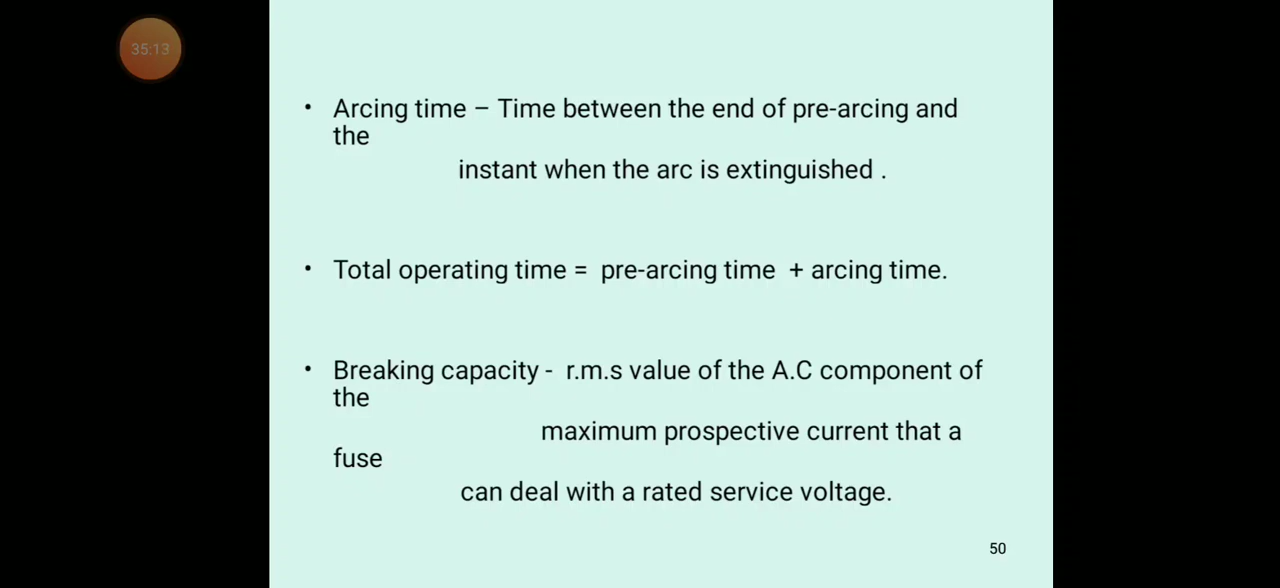 35:13
• Arcing time – Time between the end of pre-arcing and
the
instant when the arc is extinguished .
• Total operating time = pre-arcing time + arcing time.
• Breaking capacity - r.m.s value of the A.C component of
the
maximum prospective current that a
fuse
can deal with a rated service voltage.
50